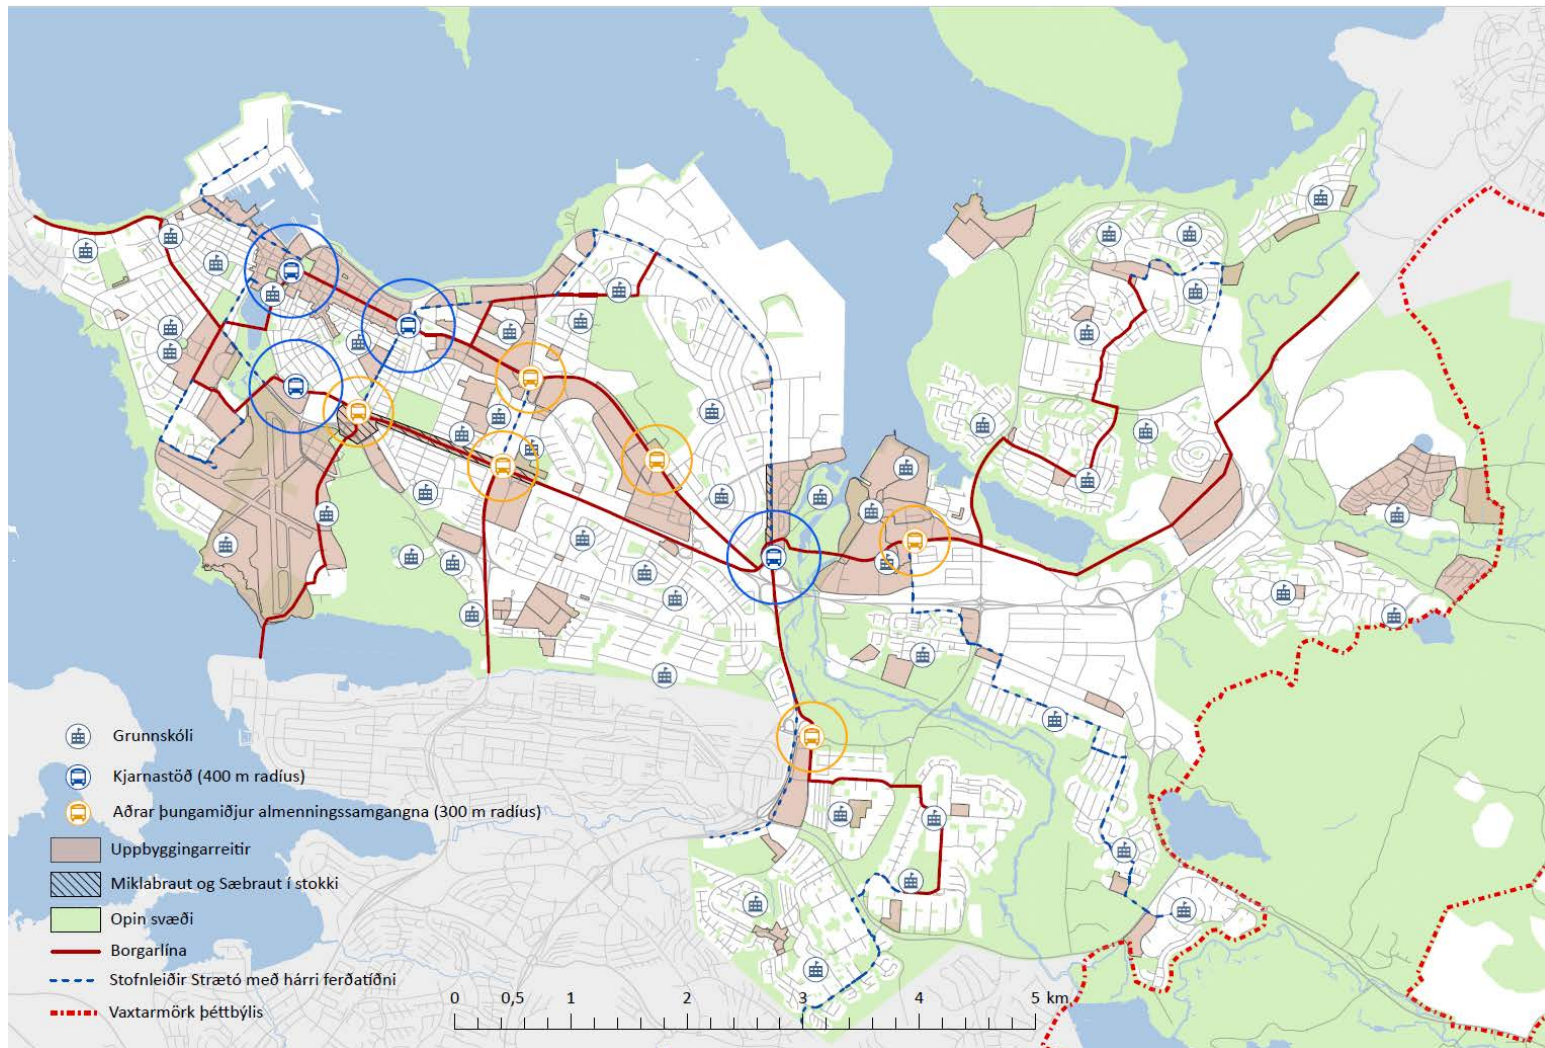 Grunnskóli
Kjarnastöð (400 m radíus)
Aðrar þungamiðjur almenningssamgangna (300 m radíus)
Uppbyggingarreitir
Miklabraut og Sæbraut í stokki
Opin svæði
Borgarlína
Stofnleiðir Strætó með hárri ferðatíðni
Vaxtarmörk þéttbýlis
0 0,5 1 2 3 4 5 km